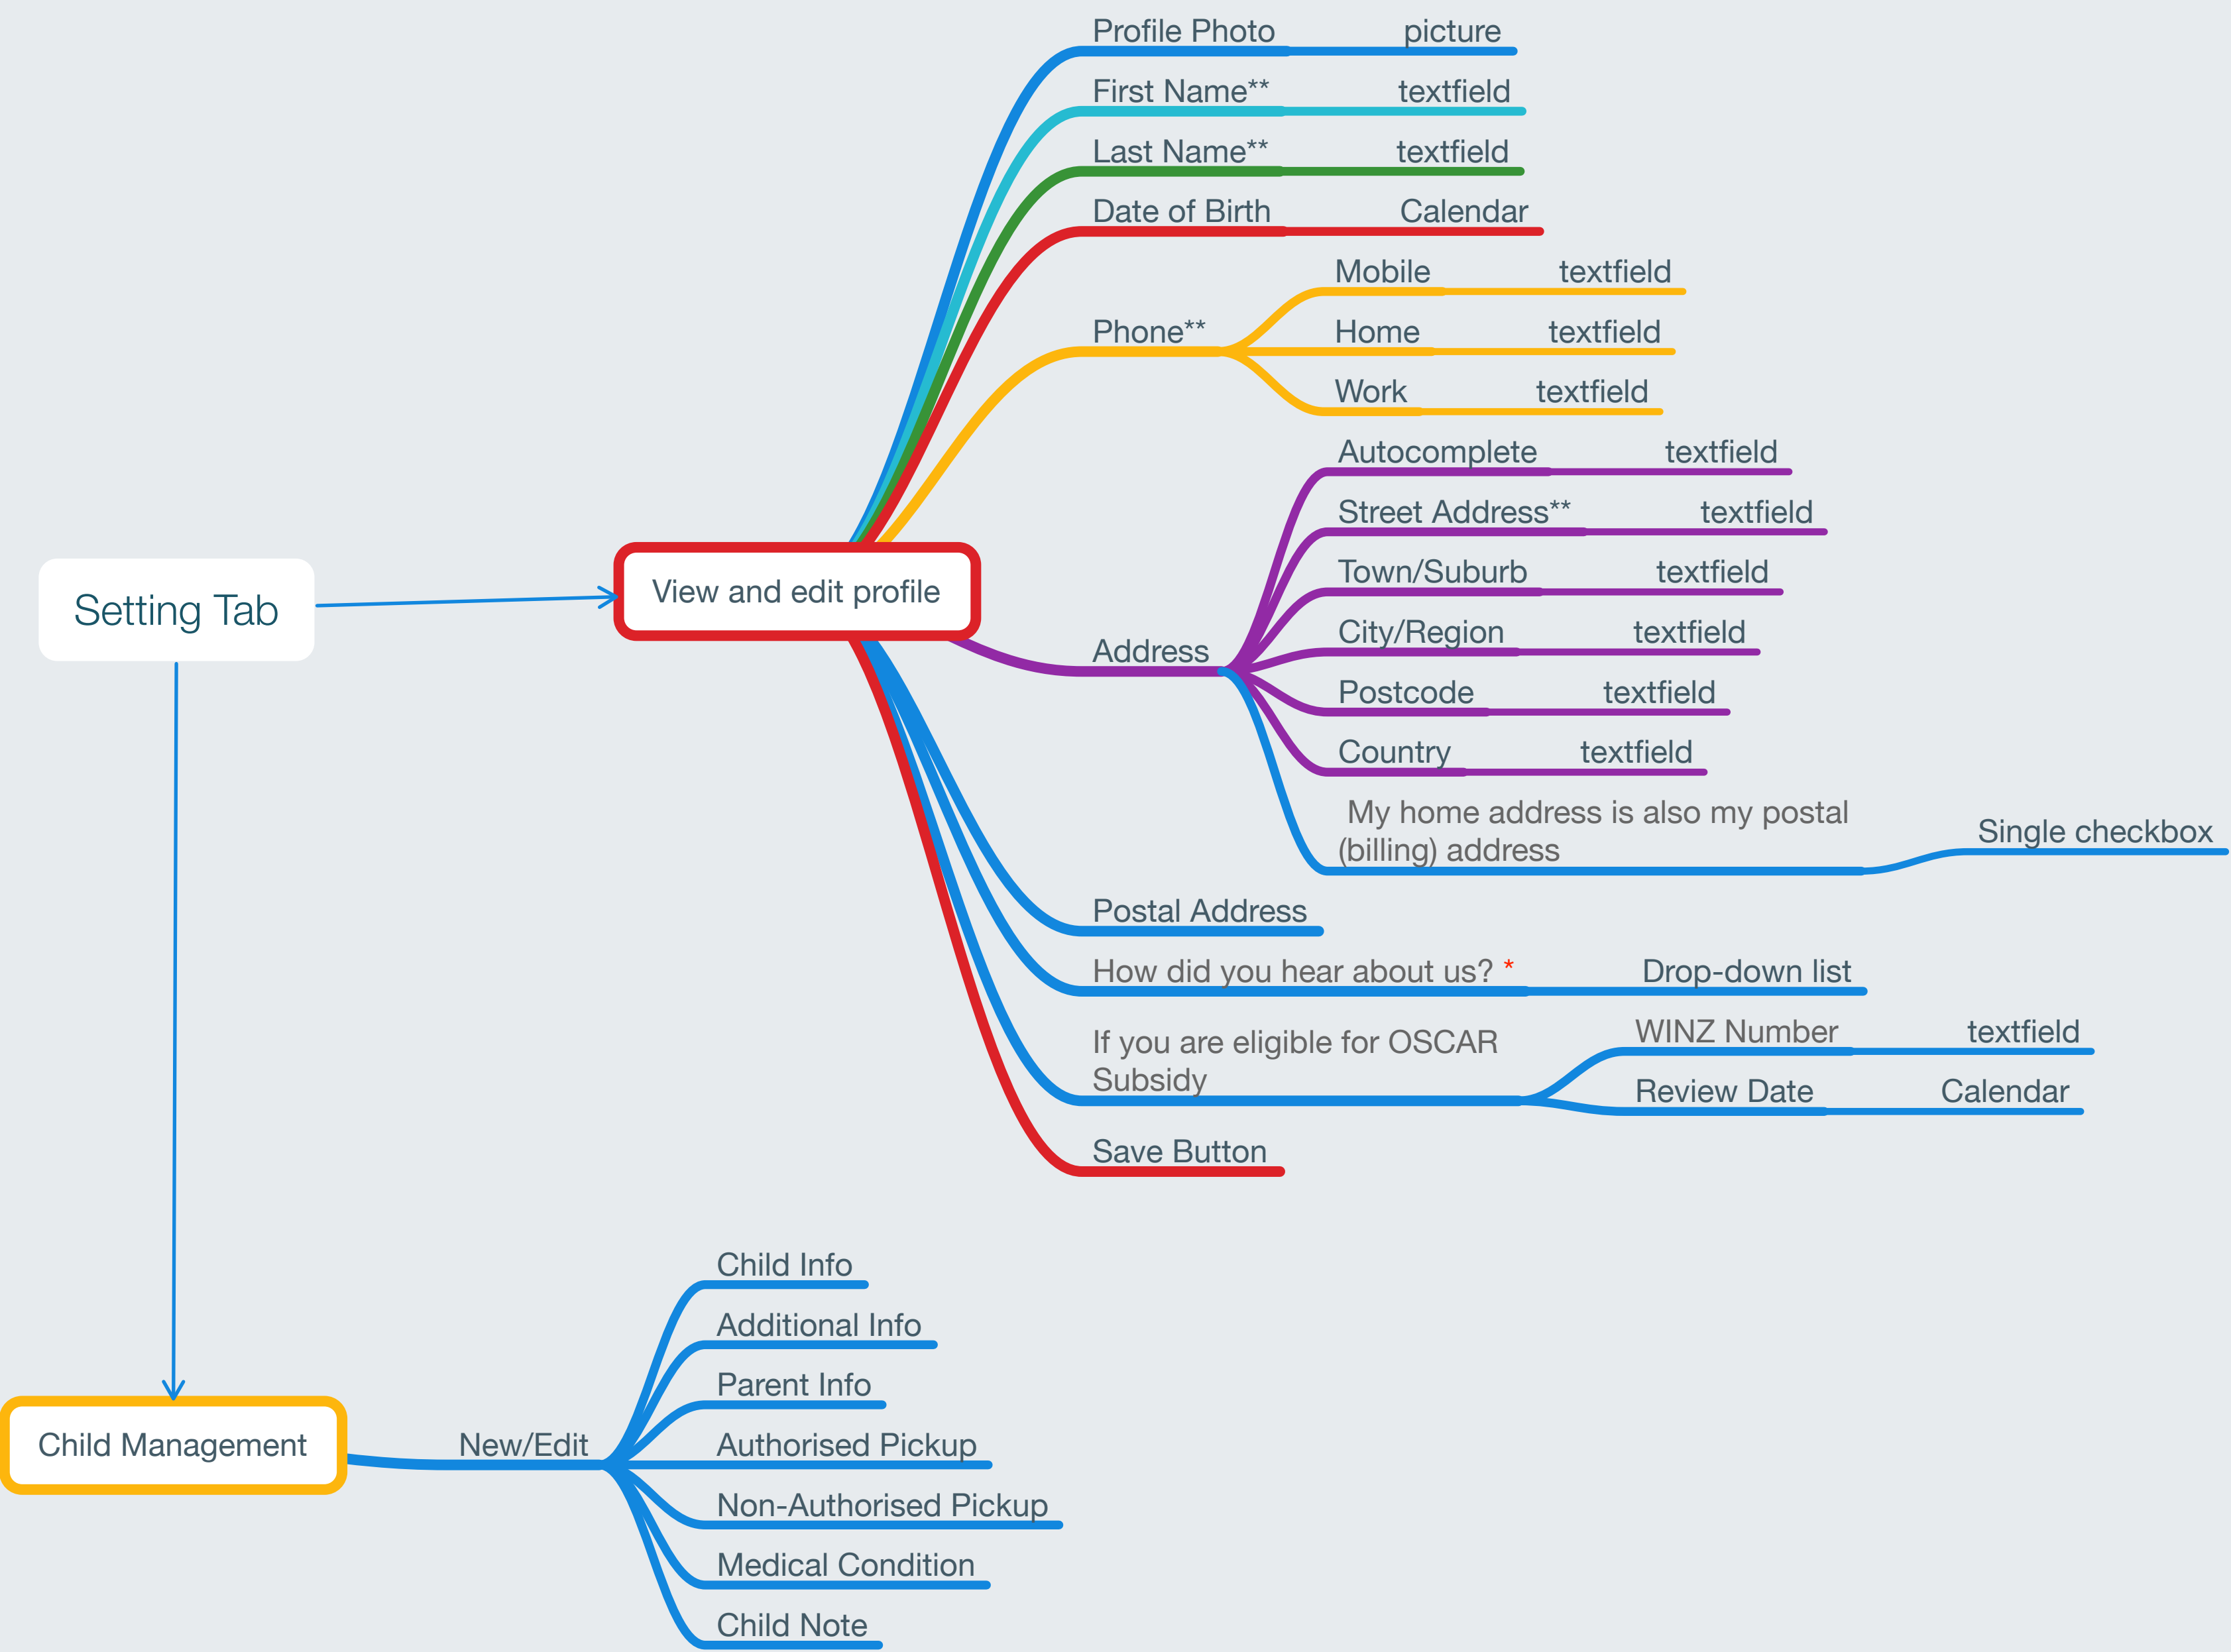 Profile Photo picture
First Name** textfield
Last Name** textfield
Date of Birth Calendar
Mobile textfield
Phone**
Home textfield
Work textfield
Autocomplete textfield
Street Address** textfield
Town/Suburb textfield
Setting Tab
View and edit profile
City/Region textfield
Address
Postcode textfield
Country textfield
My home address is also my postal
(billing) address
Single checkbox
Postal Address
How did you hear about us? * Drop-down list
If you are eligible for OSCAR
Subsidy
WINZ Number textfield
Review Date Calendar
Save Button
Child Info
Additional Info
Parent Info
Child Management
New/Edit
Authorised Pickup
Non-Authorised Pickup
Medical Condition
Child Note